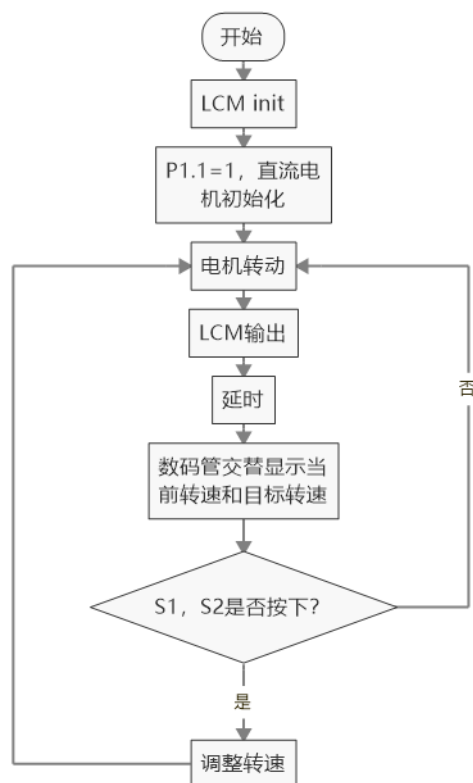 开始
LCM init
P1.1=1，直流电
机初始化
电机转动
LCM输出
延时
否
数码管交替显示当
前转速和目标转速
S1，S2是否按下？
是
调整转速